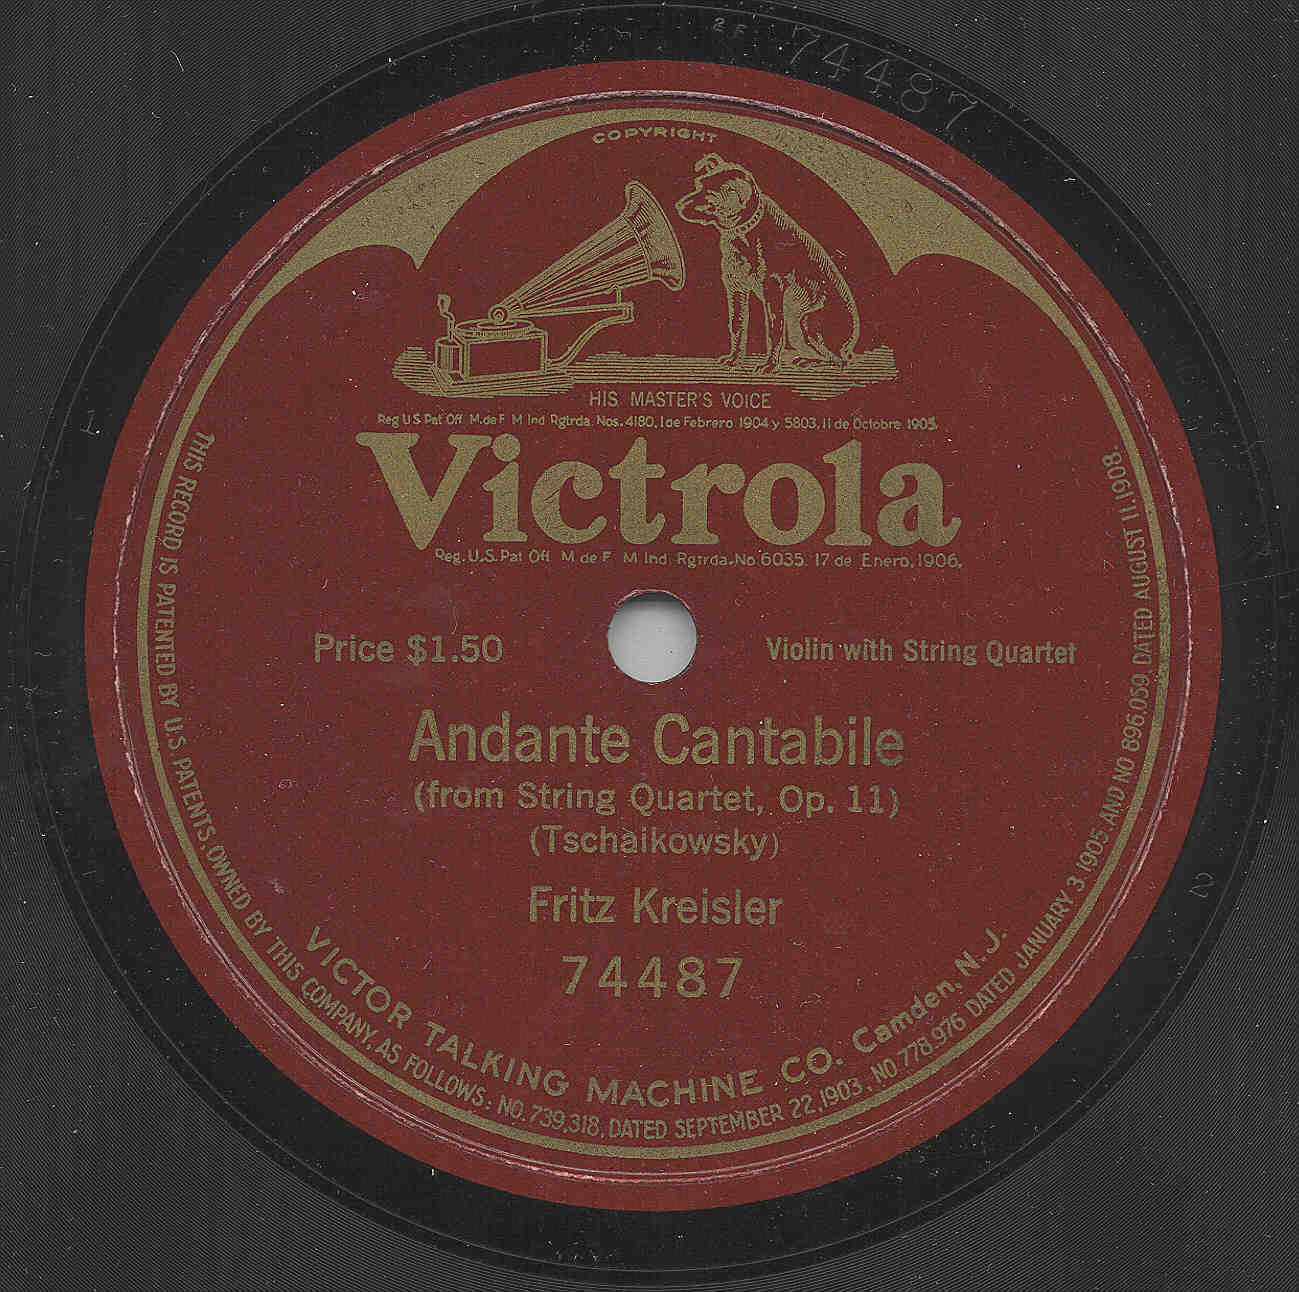 2F 74487
COPYRIGHT
HIS MASTER'S VOICE
Reg U S Pat Off M. de F M Ind Rgtrda. Nos. 4180, 1 de Febrero 1904 y 5803, 11 de Octobre 1905.
Victrola
Reg. U.S. Pat Off M de F M Ind Rgtrda. No 6035 17 de Enero, 1906.
Price $1.50
Violin with String Quartet
Andante Cantabile
(from String Quartet, Op. 11)
(Tschaikowsky)
Fritz Kreisler
74487
VICTOR TALKING MACHINE CO. Camden, N.J.
THIS RECORD IS PATENTED BY U.S. PATENTS, OWNED BY THIS COMPANY, AS FOLLOWS: NO. 739,318, DATED SEPTEMBER 22, 1903, NO 778,976 DATED JANUARY 3 1905. AND NO 896,059, DATED AUGUST 11, 1908.
1
2